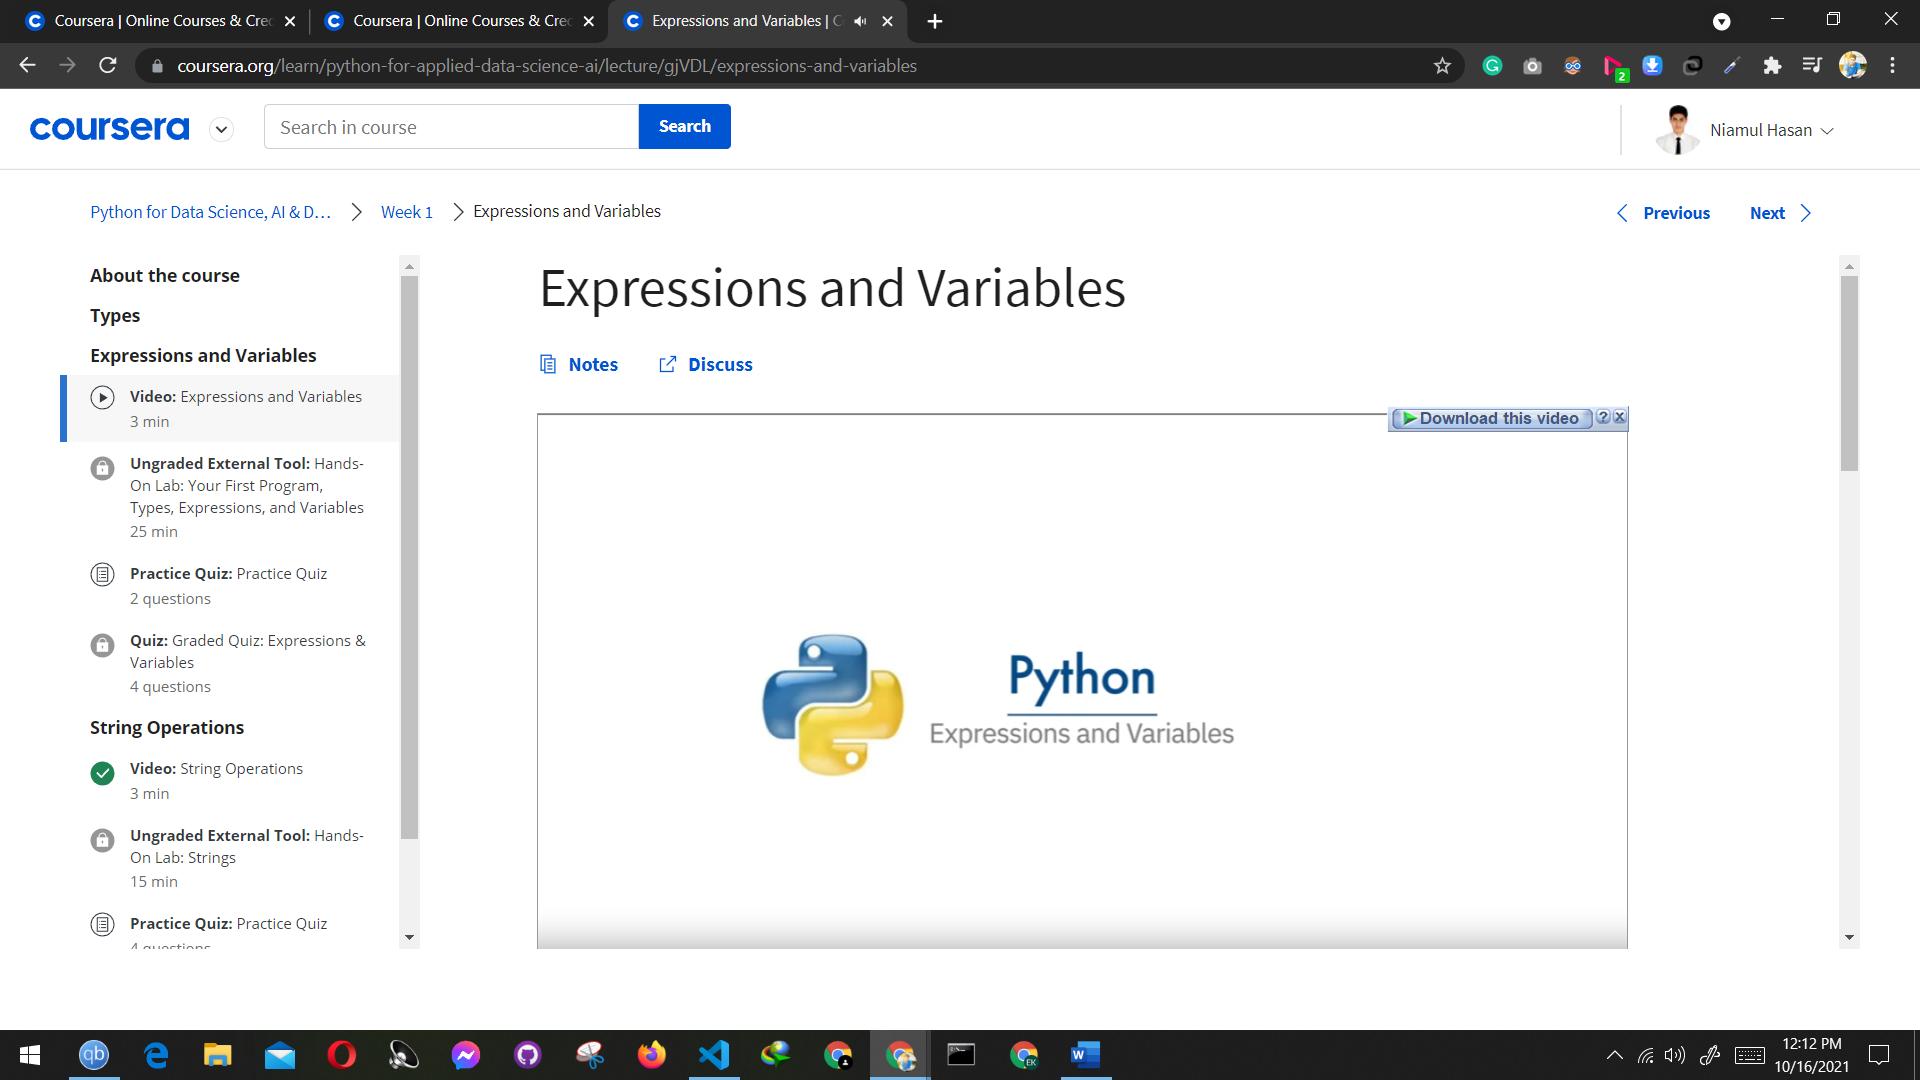 Coursera | Online Courses & Cre
Coursera | Online Courses & Cre
Expressions and Variables | C
coursera.org/learn/python-for-applied-data-science-ai/lecture/gjVDL/expressions-and-variables
2
coursera
Search in course
Search
Niamul Hasan
Python for Data Science, AI & D...
Week 1
Expressions and Variables
Previous
Next
About the course
Types
Expressions and Variables
Video: Expressions and Variables
3 min
Ungraded External Tool: Hands-
On Lab: Your First Program,
Types, Expressions, and Variables
25 min
Practice Quiz: Practice Quiz
2 questions
Quiz: Graded Quiz: Expressions &
Variables
4 questions
String Operations
Video: String Operations
3 min
Ungraded External Tool: Hands-
On Lab: Strings
15 min
Practice Quiz: Practice Quiz
4 questions
Expressions and Variables
Notes
Discuss
Download this video
Python
Expressions and Variables
qb
EK
12:12 PM
10/16/2021